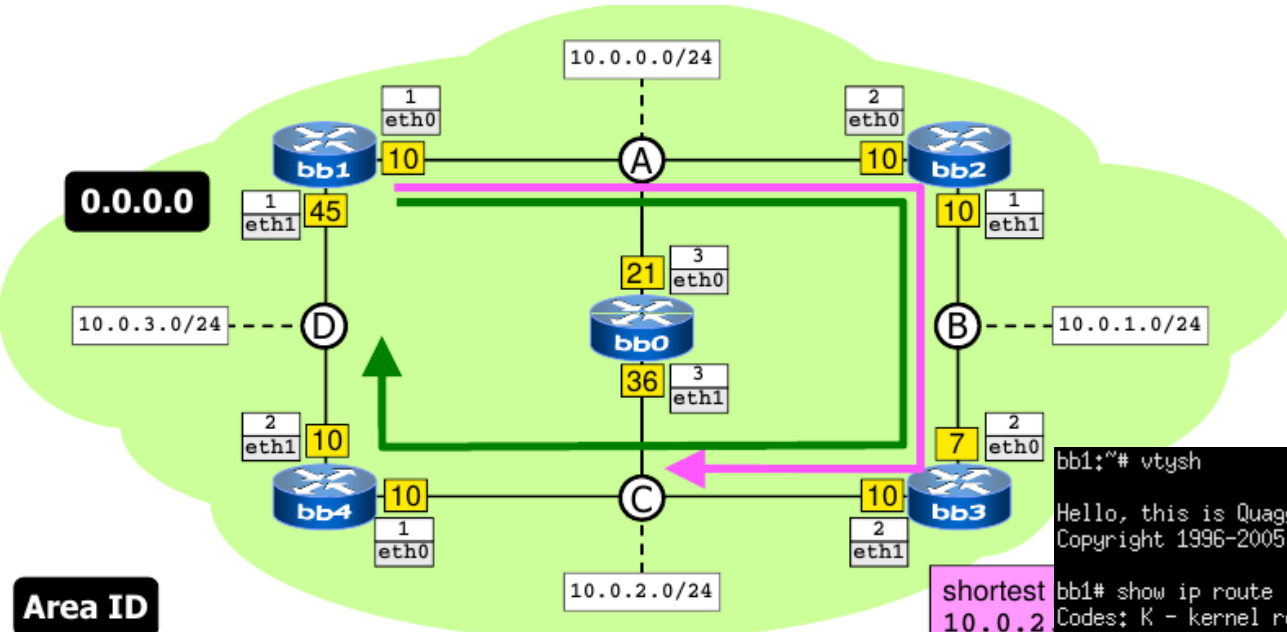 10.0.0.0/24
1
eth0
2
eth0
bb1
10
A
10
bb2
0.0.0.0
1
eth1
45
10
1
eth1
21
3
eth0
10.0.3.0/24
D
bb0
B
10.0.1.0/24
36
3
eth1
2
eth1
10
7
2
eth0
bb4
10
C
10
bb3
1
eth0
2
eth1
10.0.2.0/24
Area ID
shortest
10.0.2
bb1:~# vtysh
Hello, this is Quagg
Copyright 1996-2005
bb1# show ip route
Codes: K - kernel r